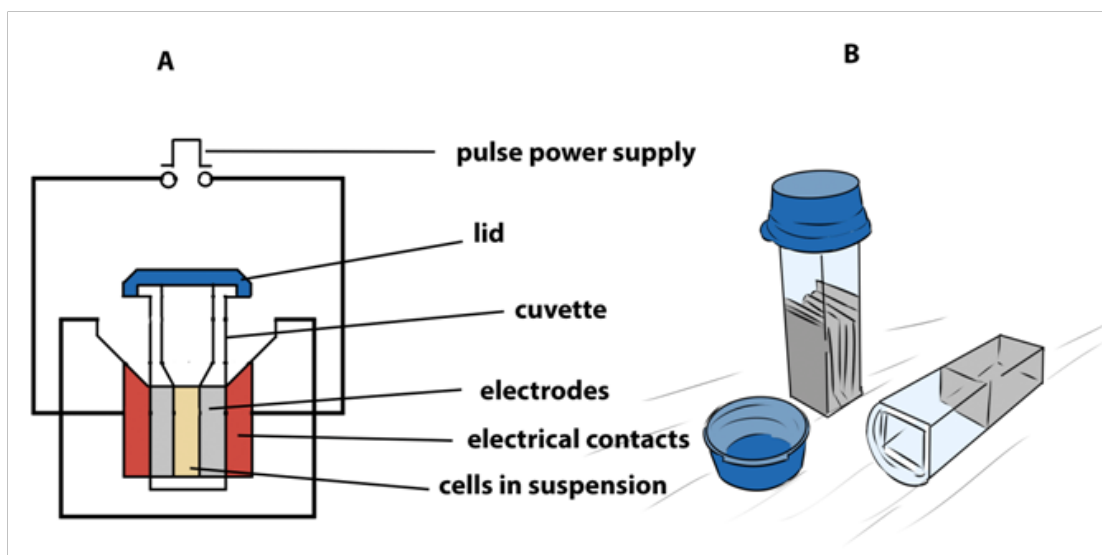 A
B
pulse power supply
lid
cuvette
electrodes
electrical contacts
cells in suspension